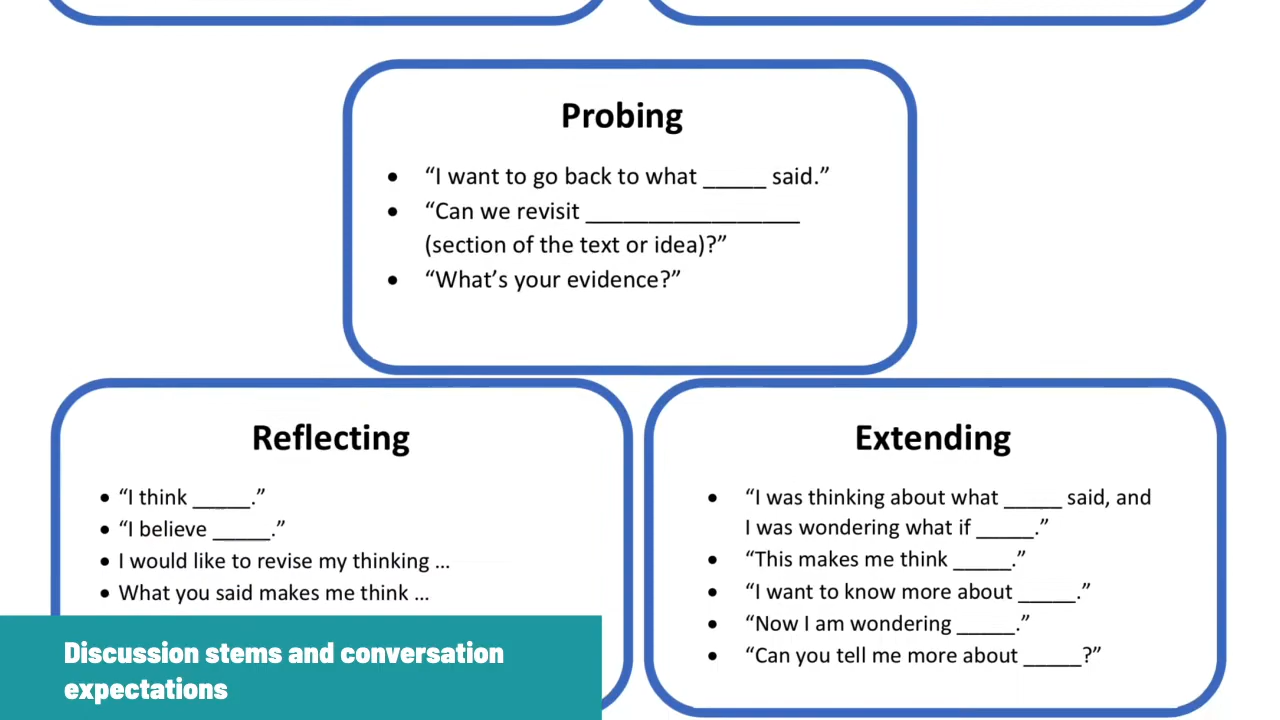 Probing
• “I want to go back to what _____ said.”
• “Can we revisit _________________
(section of the text or idea)?”
• “What’s your evidence?”
Reflecting
• “I think _____.”
• “I believe _____.”
• I would like to revise my thinking ...
• What you said makes me think ...
Extending
• “I was thinking about what _____ said, and
I was wondering what if _____.”
• “This makes me think _____.”
• “I want to know more about _____.”
• “Now I am wondering _____.”
• “Can you tell me more about _____?”
Discussion stems and conversation
expectations